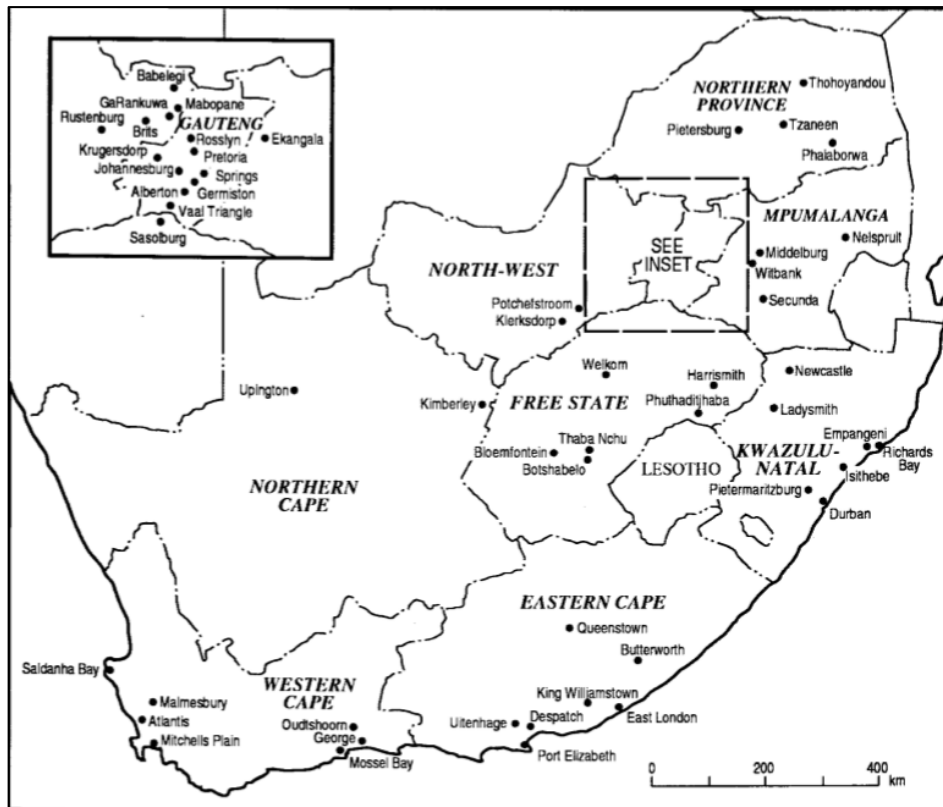 Babelegi
GaRankuwa
Mabopane
Rustenburg
Brits
GAUTENG
Rosslyn
Ekangala
Krugersdorp
Pretoria
Johannesburg
Springs
Alberton
Germiston
Vaal Triangle
Sasolburg
NORTHERN
PROVINCE
Thohoyandou
Pietersburg
Tzaneen
Phalaborwa
SEE
INSET
MPUMALANGA
Nelspruit
Middelburg
Witbank
Secunda
NORTH-WEST
Potchefstroom
Klerksdorp
Welkom
Harrismith
Newcastle
Upington
Kimberley
FREE STATE
Phuthaditjhaba
Ladysmith
Bloemfontein
Thaba Nchu
Botshabelo
LESOTHO
KWAZULU-
NATAL
Empangeni
Richards
Bay
Isithebe
Pietermaritzburg
Durban
NORTHERN
CAPE
EASTERN CAPE
Queenstown
Butterworth
Saldanha Bay
WESTERN
CAPE
Malmesbury
Atlantis
Mitchells Plain
Oudtshoorn
George
Mossel Bay
King Williamstown
East London
Uitenhage
Despatch
Port Elizabeth
0 200 400
km